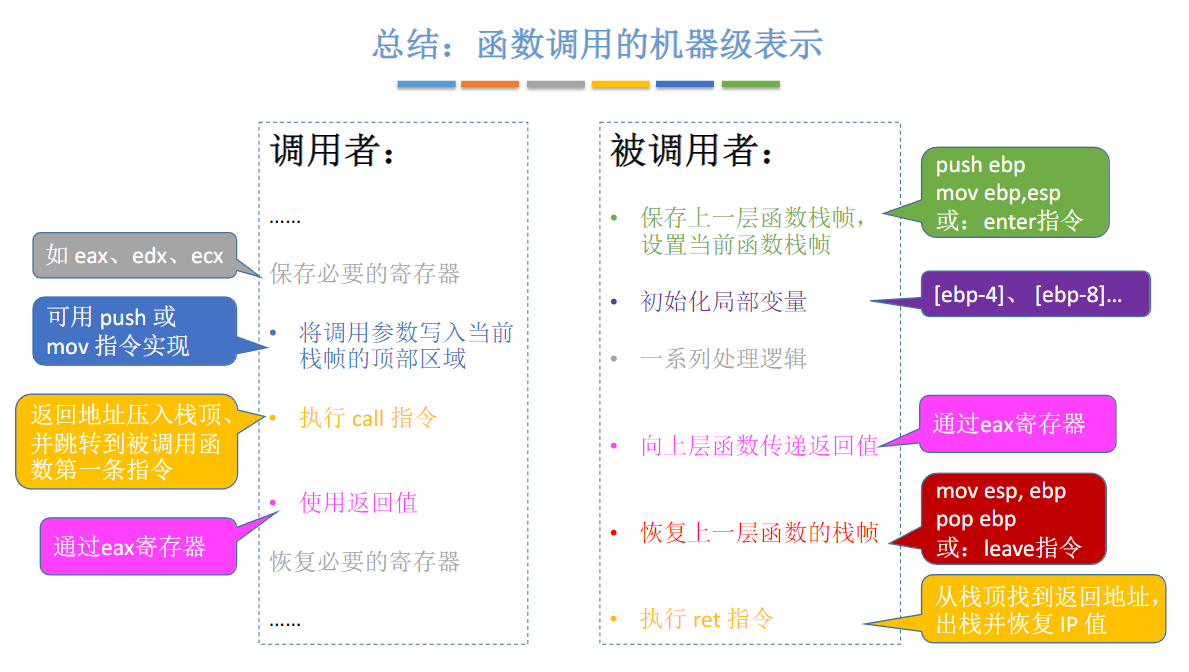 总结：函数调用的机器级表示
调用者：
……
如 eax、edx、ecx
保存必要的寄存器
可用 push 或
mov 指令实现
• 将调用参数写入当前
栈帧的顶部区域
返回地址压入栈顶、
并跳转到被调用函
数第一条指令
• 执行 call 指令
• 使用返回值
通过eax寄存器
恢复必要的寄存器
……
被调用者：
• 保存上一层函数栈帧，
设置当前函数栈帧
push ebp
mov ebp,esp
或：enter指令
• 初始化局部变量
[ebp-4]、 [ebp-8]…
• 一系列处理逻辑
• 向上层函数传递返回值
通过eax寄存器
• 恢复上一层函数的栈帧
mov esp, ebp
pop ebp
或：leave指令
• 执行 ret 指令
从栈顶找到返回地址，
出栈并恢复 IP 值